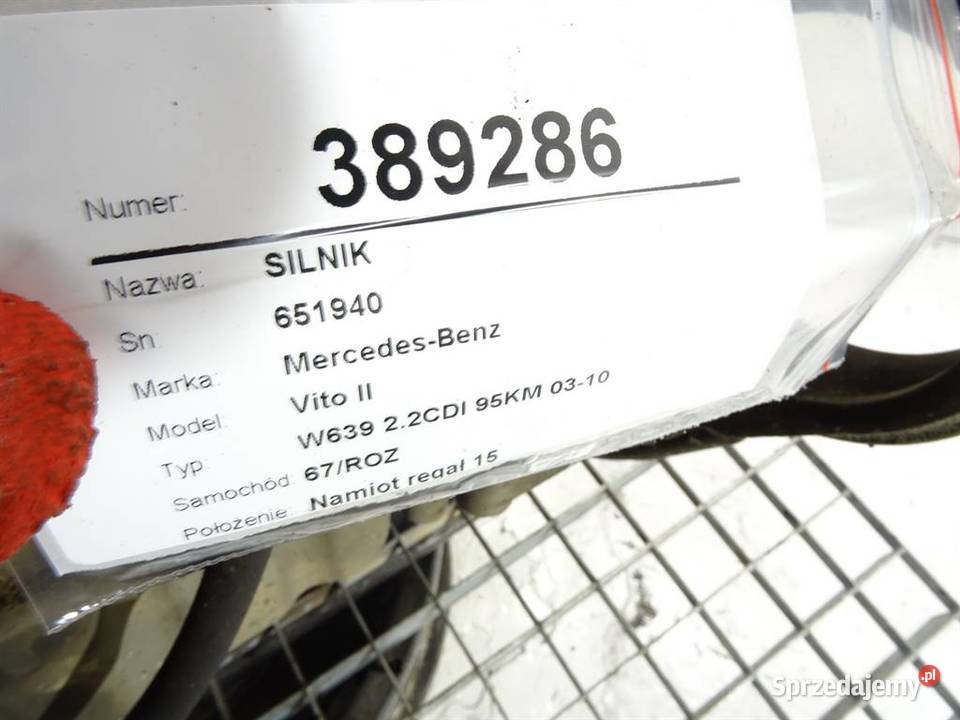 Numer: 389286
Nazwa: SILNIK
Sn 651940
Marka: Mercedes-Benz
Model: Vito II
Typ: W639 2.2CDI 95KM 03-10
Samochód: 67/ROZ
Położenie Namiot regał 15
Sprzedajemy.pl